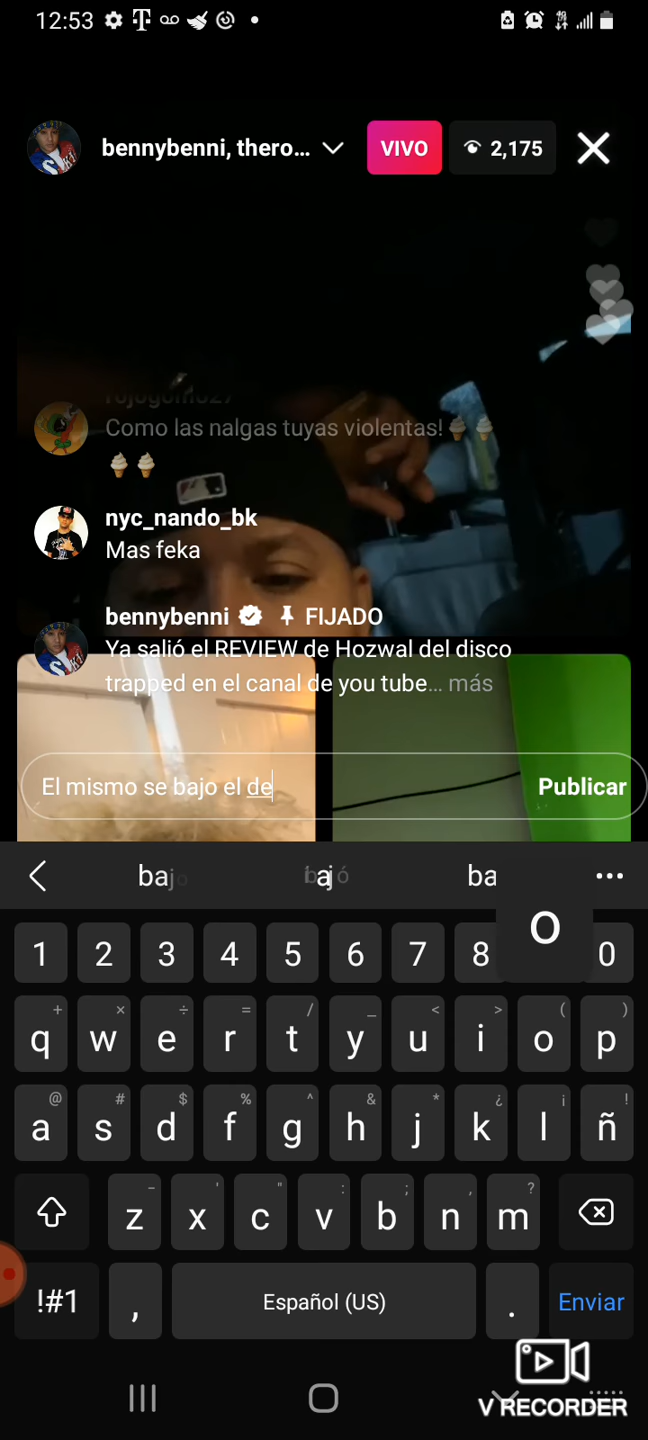 12:53
bennybenni, thero...
VIVO
2,175
rojogomo27
Como las nalgas tuyas violentas!
nyc_nando_bk
Mas feka
bennybenni FIJADO
Ya salió el REVIEW de Hozwal del disco
trapped en el canal de you tube... más
El mismo se bajo el de
Publicar
bajo bajó ba ...
o
1 2 3 4 5 6 7 8 0
+ × ÷ = / _ < > ( )
q w e r t y u i o p
@ # $ % ^ & * ¿ ¡ !
a s d f g h j k l ñ
- ' " : ; , ?
z x c v b n m
!#1 , Español (US) . Enviar
V RECORDER